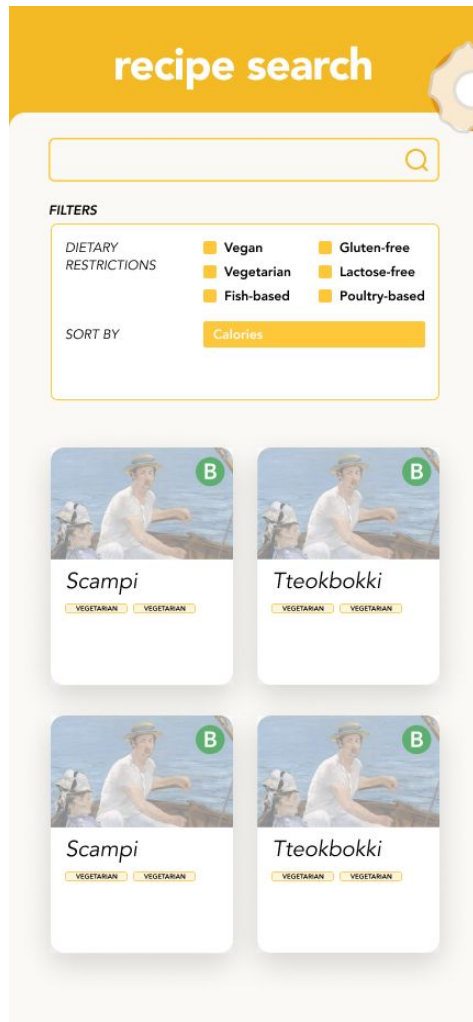 recipe search
FILTERS
DIETARY
RESTRICTIONS
Vegan
Gluten-free
Vegetarian
Lactose-free
Fish-based
Poultry-based
SORT BY
Calories
B
B
Scampi
Tteokbokki
VEGETARIAN VEGETARIAN
VEGETARIAN VEGETARIAN
B
B
Scampi
Tteokbokki
VEGETARIAN VEGETARIAN
VEGETARIAN VEGETARIAN